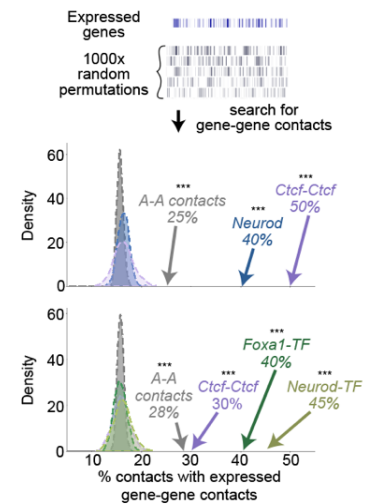 Expressed
genes
1000x
random
permutations
search for
gene-gene contacts
Density
60
40
20
0
***
A-A contacts
25%
***
Neurod
40%
***
Ctcf-Ctcf
50%
Density
60
40
20
0
***
A-A
contacts
28%
***
Ctcf-Ctcf
30%
***
Foxa1-TF
40%
***
Neurod-TF
45%
10 20 30 40 50
% contacts with expressed
gene-gene contacts